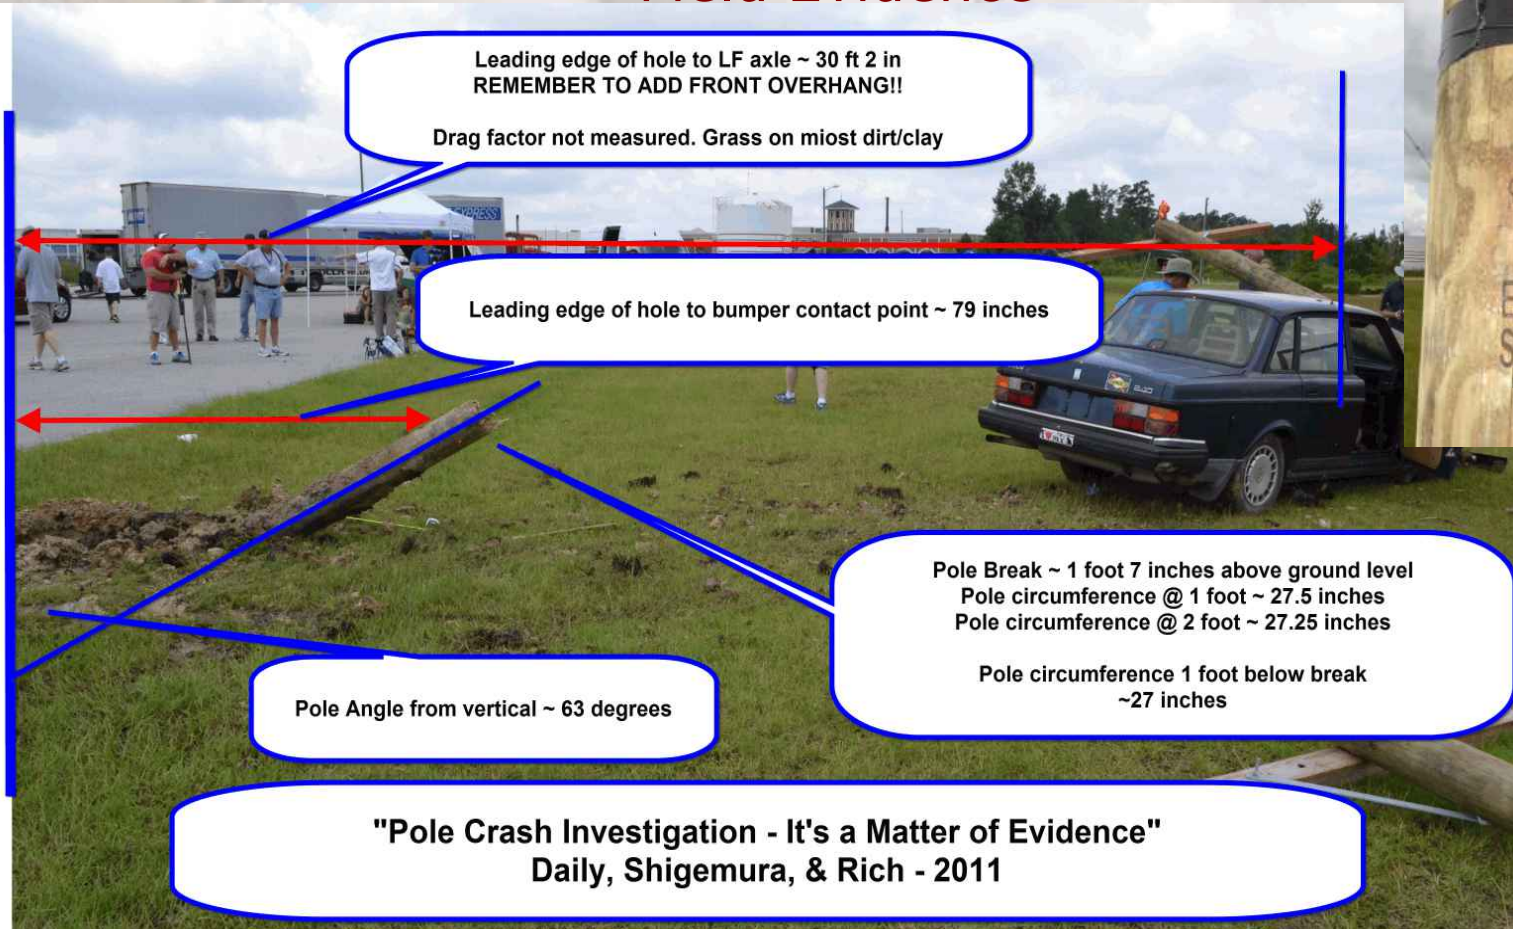 Field Evidence
Leading edge of hole to LF axle ~ 30 ft 2 in
REMEMBER TO ADD FRONT OVERHANG!!
Drag factor not measured. Grass on miost dirt/clay
EXPRESS
Leading edge of hole to bumper contact point ~ 79 inches
Pole Break ~ 1 foot 7 inches above ground level
Pole circumference @ 1 foot ~ 27.5 inches
Pole circumference @ 2 foot ~ 27.25 inches
Pole circumference 1 foot below break
~27 inches
Pole Angle from vertical ~ 63 degrees
"Pole Crash Investigation - It's a Matter of Evidence"
Daily, Shigemura, & Rich - 2011